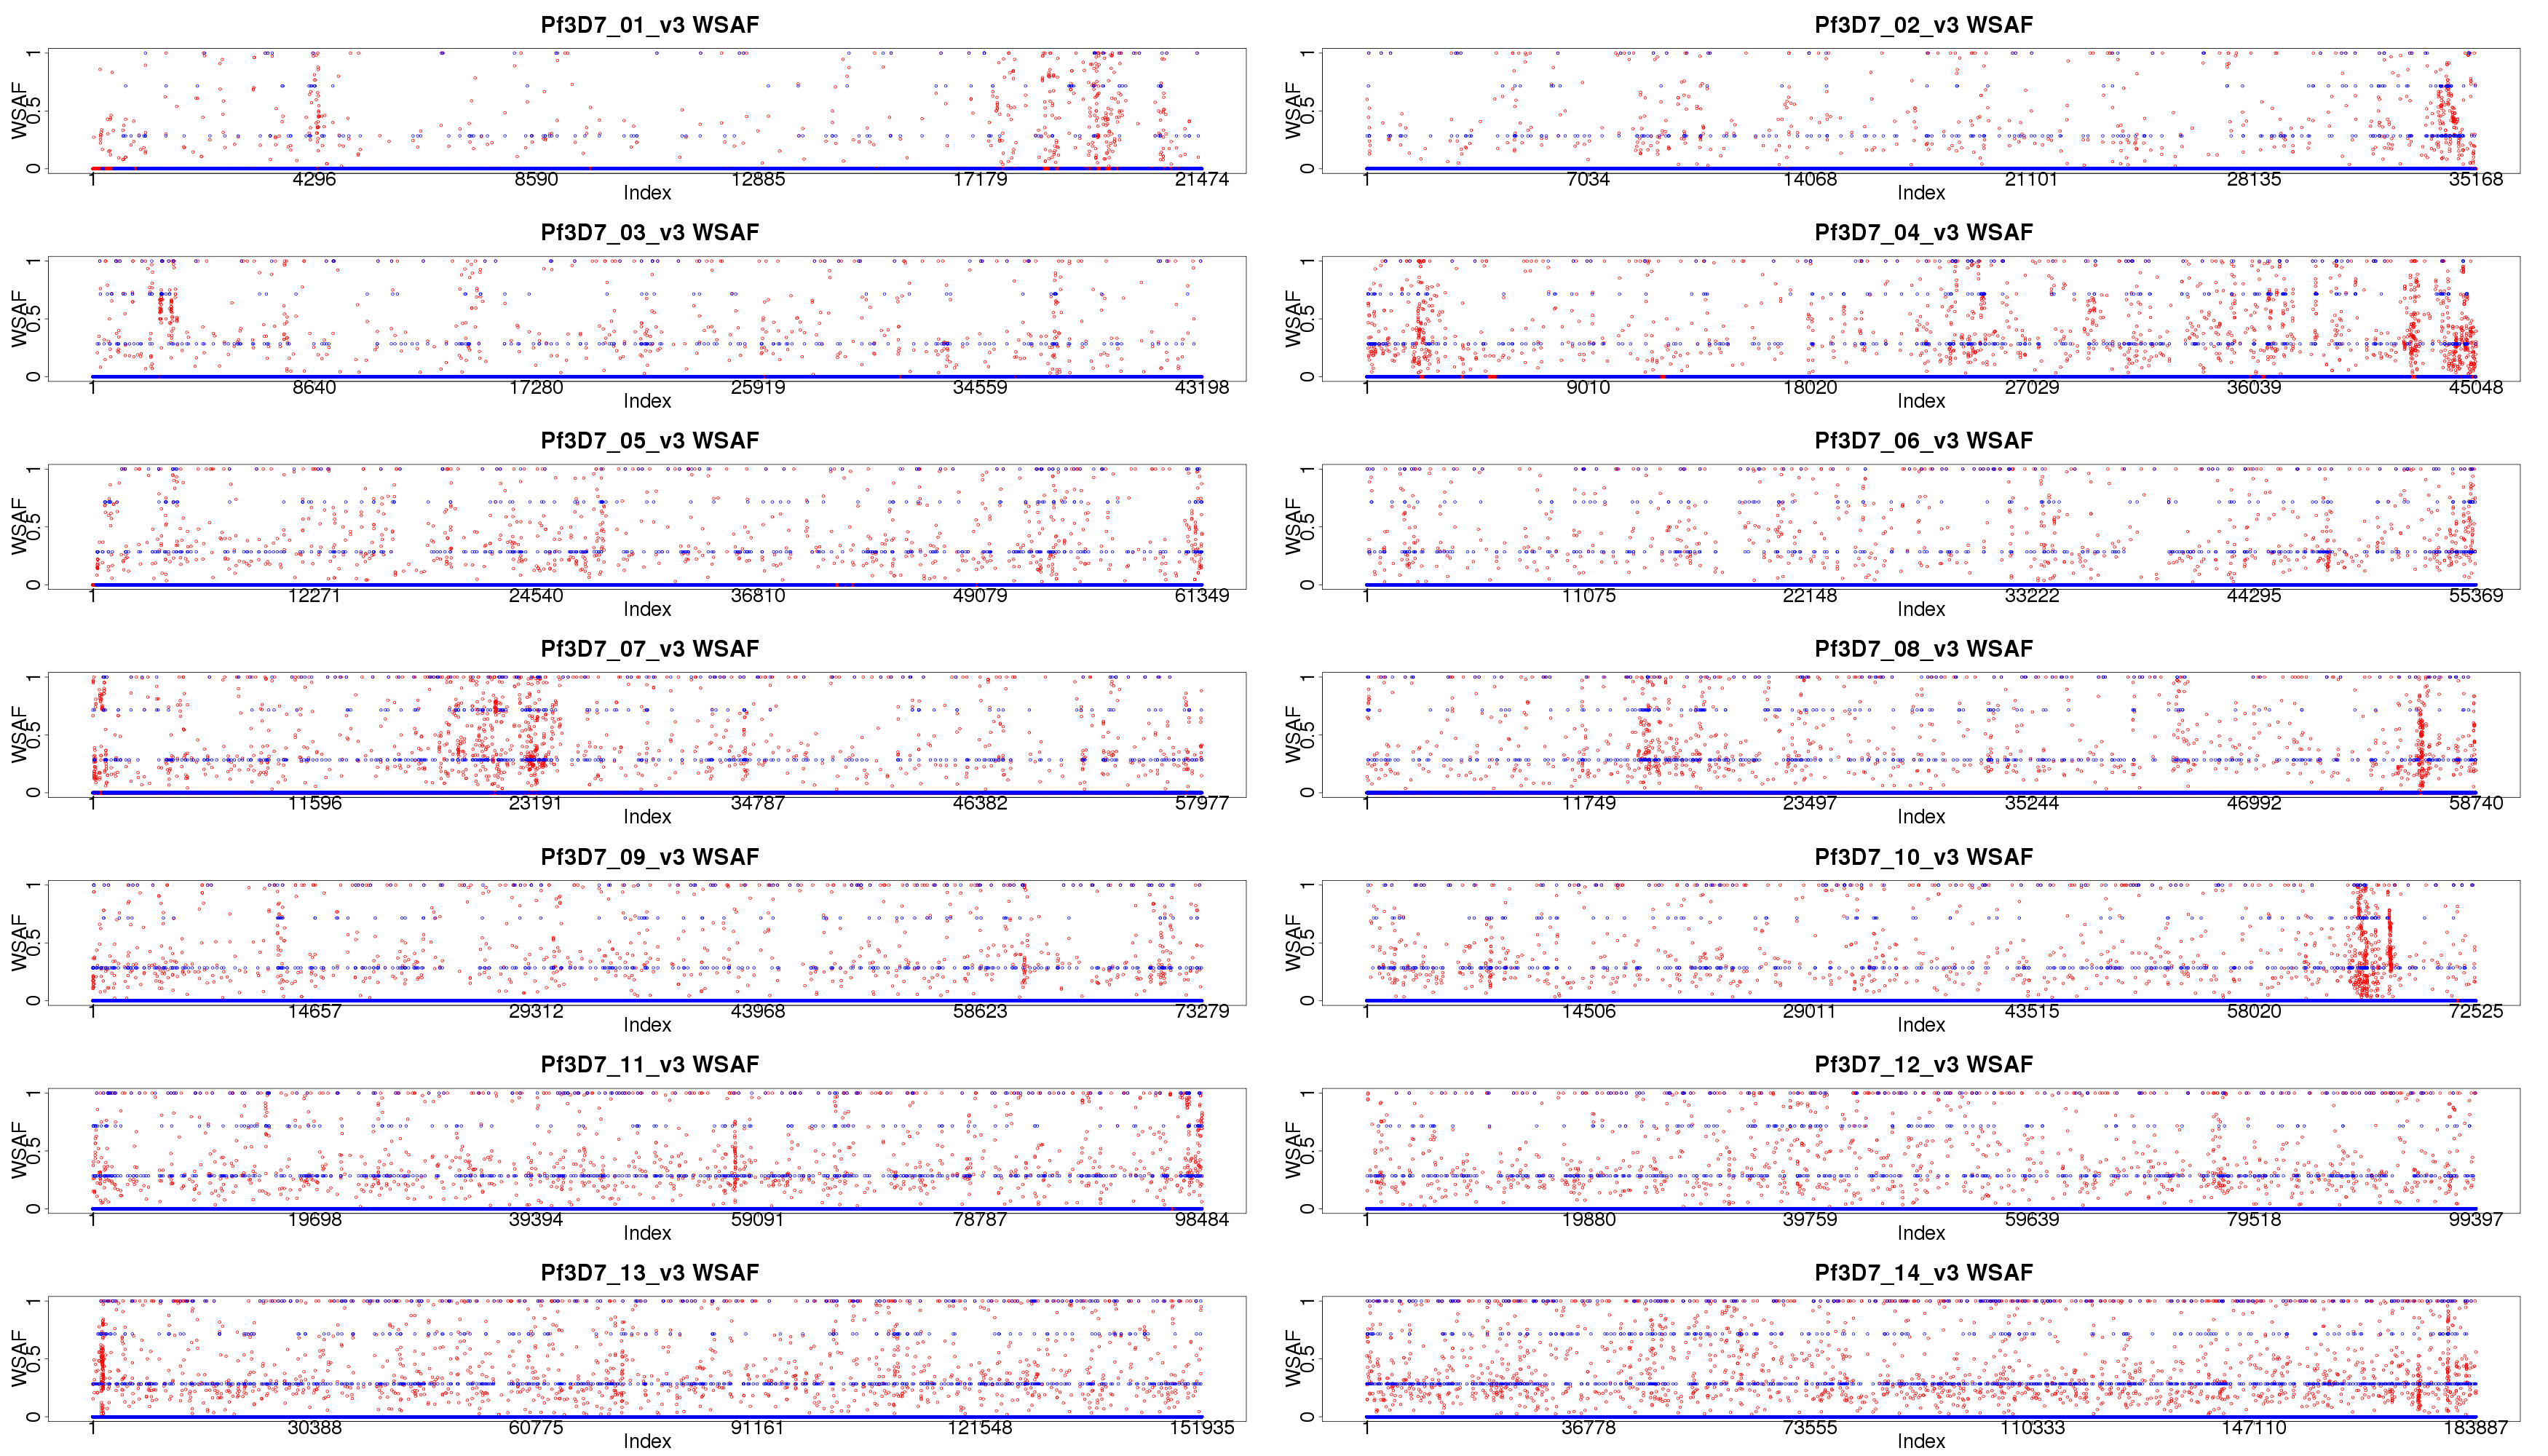 Pf3D7_01_v3 WSAF
WSAF
0 0.5 1
1 4296 8590 12885 17179 21474
Index
Pf3D7_02_v3 WSAF
WSAF
0 0.5 1
1 7034 14068 21101 28135 35168
Index
Pf3D7_03_v3 WSAF
WSAF
0 0.5 1
1 8640 17280 25919 34559 43198
Index
Pf3D7_04_v3 WSAF
WSAF
0 0.5 1
1 9010 18020 27029 36039 45048
Index
Pf3D7_05_v3 WSAF
WSAF
0 0.5 1
1 12271 24540 36810 49079 61349
Index
Pf3D7_06_v3 WSAF
WSAF
0 0.5 1
1 11075 22148 33222 44295 55369
Index
Pf3D7_07_v3 WSAF
WSAF
0 0.5 1
1 11596 23191 34787 46382 57977
Index
Pf3D7_08_v3 WSAF
WSAF
0 0.5 1
1 11749 23497 35244 46992 58740
Index
Pf3D7_09_v3 WSAF
WSAF
0 0.5 1
1 14657 29312 43968 58623 73279
Index
Pf3D7_10_v3 WSAF
WSAF
0 0.5 1
1 14506 29011 43515 58020 72525
Index
Pf3D7_11_v3 WSAF
WSAF
0 0.5 1
1 19698 39394 59091 78787 98484
Index
Pf3D7_12_v3 WSAF
WSAF
0 0.5 1
1 19880 39759 59639 79518 99397
Index
Pf3D7_13_v3 WSAF
WSAF
0 0.5 1
1 30388 60775 91161 121548 151935
Index
Pf3D7_14_v3 WSAF
WSAF
0 0.5 1
1 36778 73555 110333 147110 183887
Index